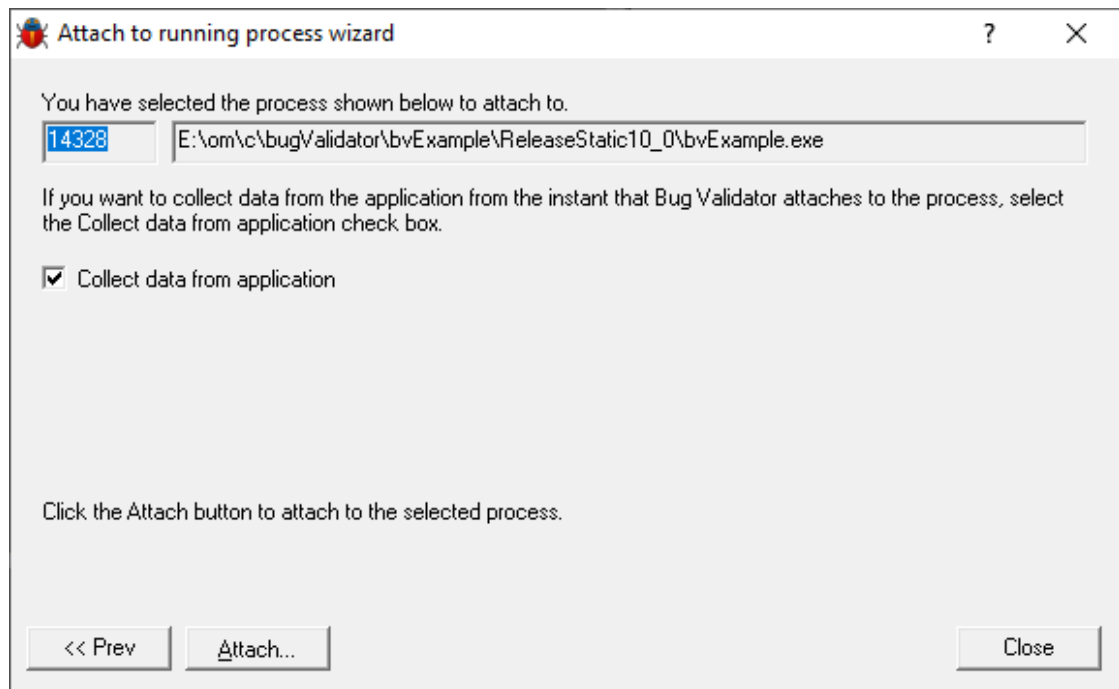 Attach to running process wizard
?
You have selected the process shown below to attach to.
14328 E:\om\c\bugValidator\bvExample\ReleaseStatic10_0\bvExample.exe
If you want to collect data from the application from the instant that Bug Validator attaches to the process, select
the Collect data from application check box.
Collect data from application
Click the Attach button to attach to the selected process.
<< Prev Attach... Close